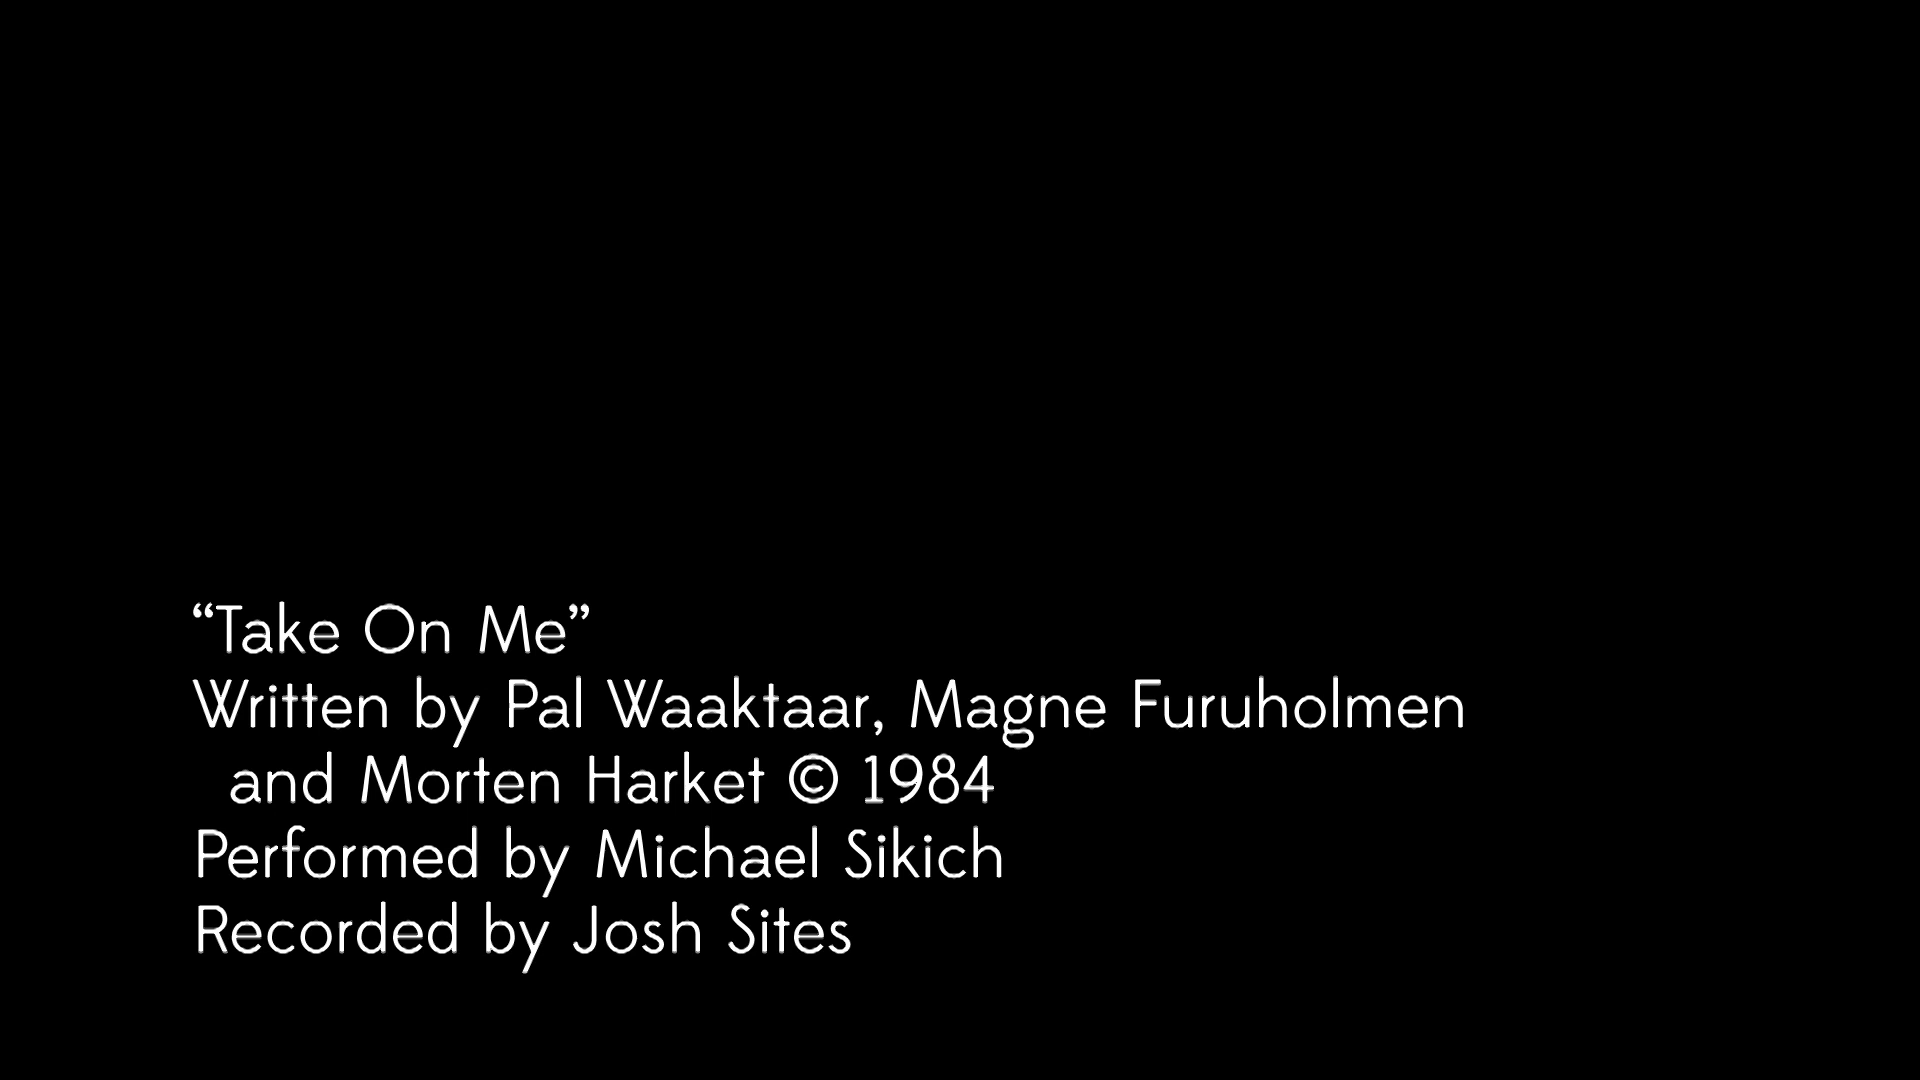 “Take On Me”
Written by Pal Waaktaar, Magne Furuholmen
and Morten Harket © 1984
Performed by Michael Sikich
Recorded by Josh Sites